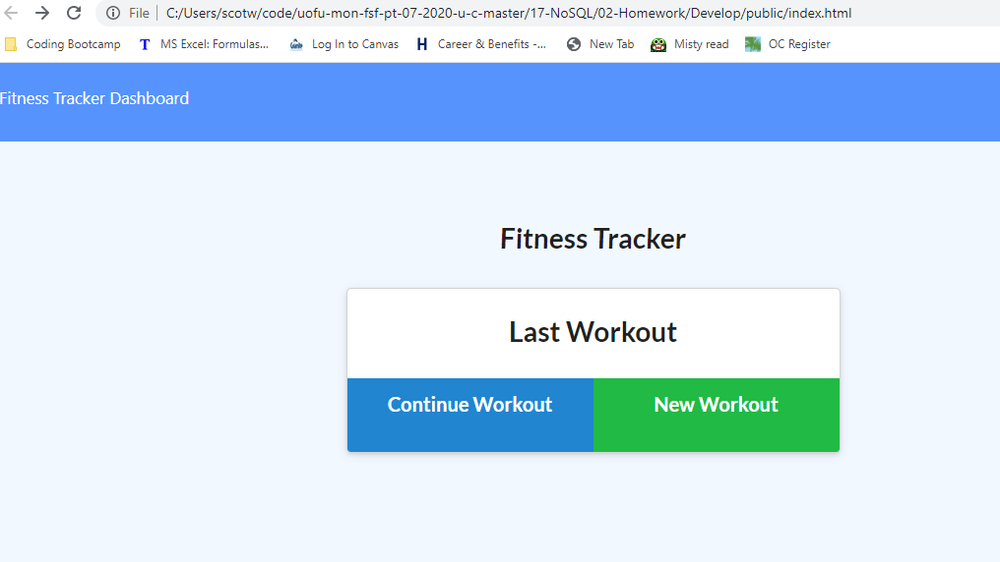 File C:/Users/scotw/code/uofu-mon-fsf-pt-07-2020-u-c-master/17-NoSQL/02-Homework/Develop/public/index.html
Coding Bootcamp T MS Excel: Formulas... Log In to Canvas H Career & Benefits -... New Tab Misty read OC Register
Fitness Tracker Dashboard
Fitness Tracker
Last Workout
Continue Workout New Workout